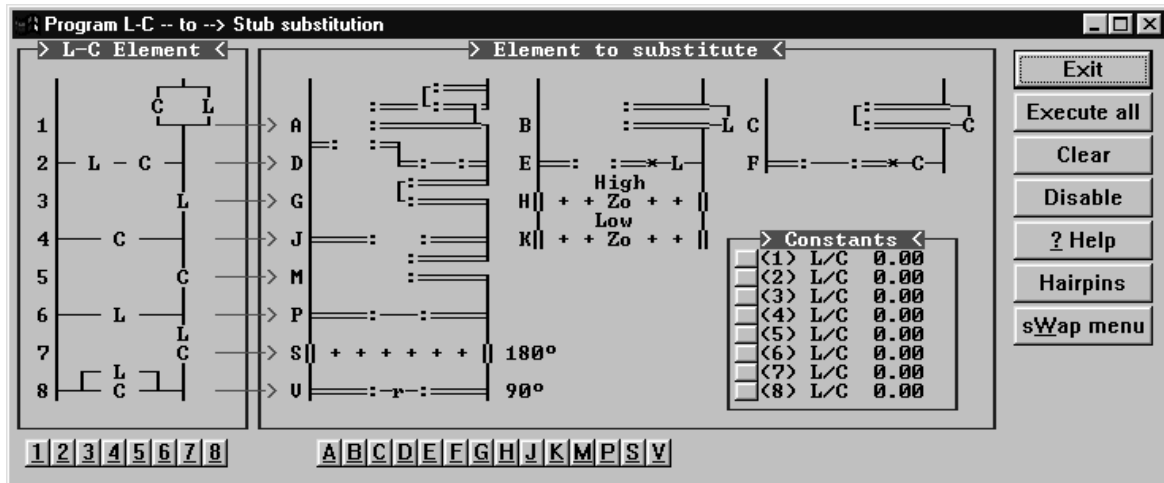 Program L-C -- to --> Stub substitution
> L-C Element <
> Element to substitute <
C L
1 > A B L C C
2 L - C > D E * L F * C
3 L > G H + + Zo + + High
4 C > J K + + Zo + + Low
5 C > M
6 L > P
7 L C > S + + + + + + 180º
8 L C > V r 90º
> Constants <
(1) L/C 0.00
(2) L/C 0.00
(3) L/C 0.00
(4) L/C 0.00
(5) L/C 0.00
(6) L/C 0.00
(7) L/C 0.00
(8) L/C 0.00
Exit
Execute all
Clear
Disable
? Help
Hairpins
sWap menu
1 2 3 4 5 6 7 8
A B C D E F G H J K M P S V